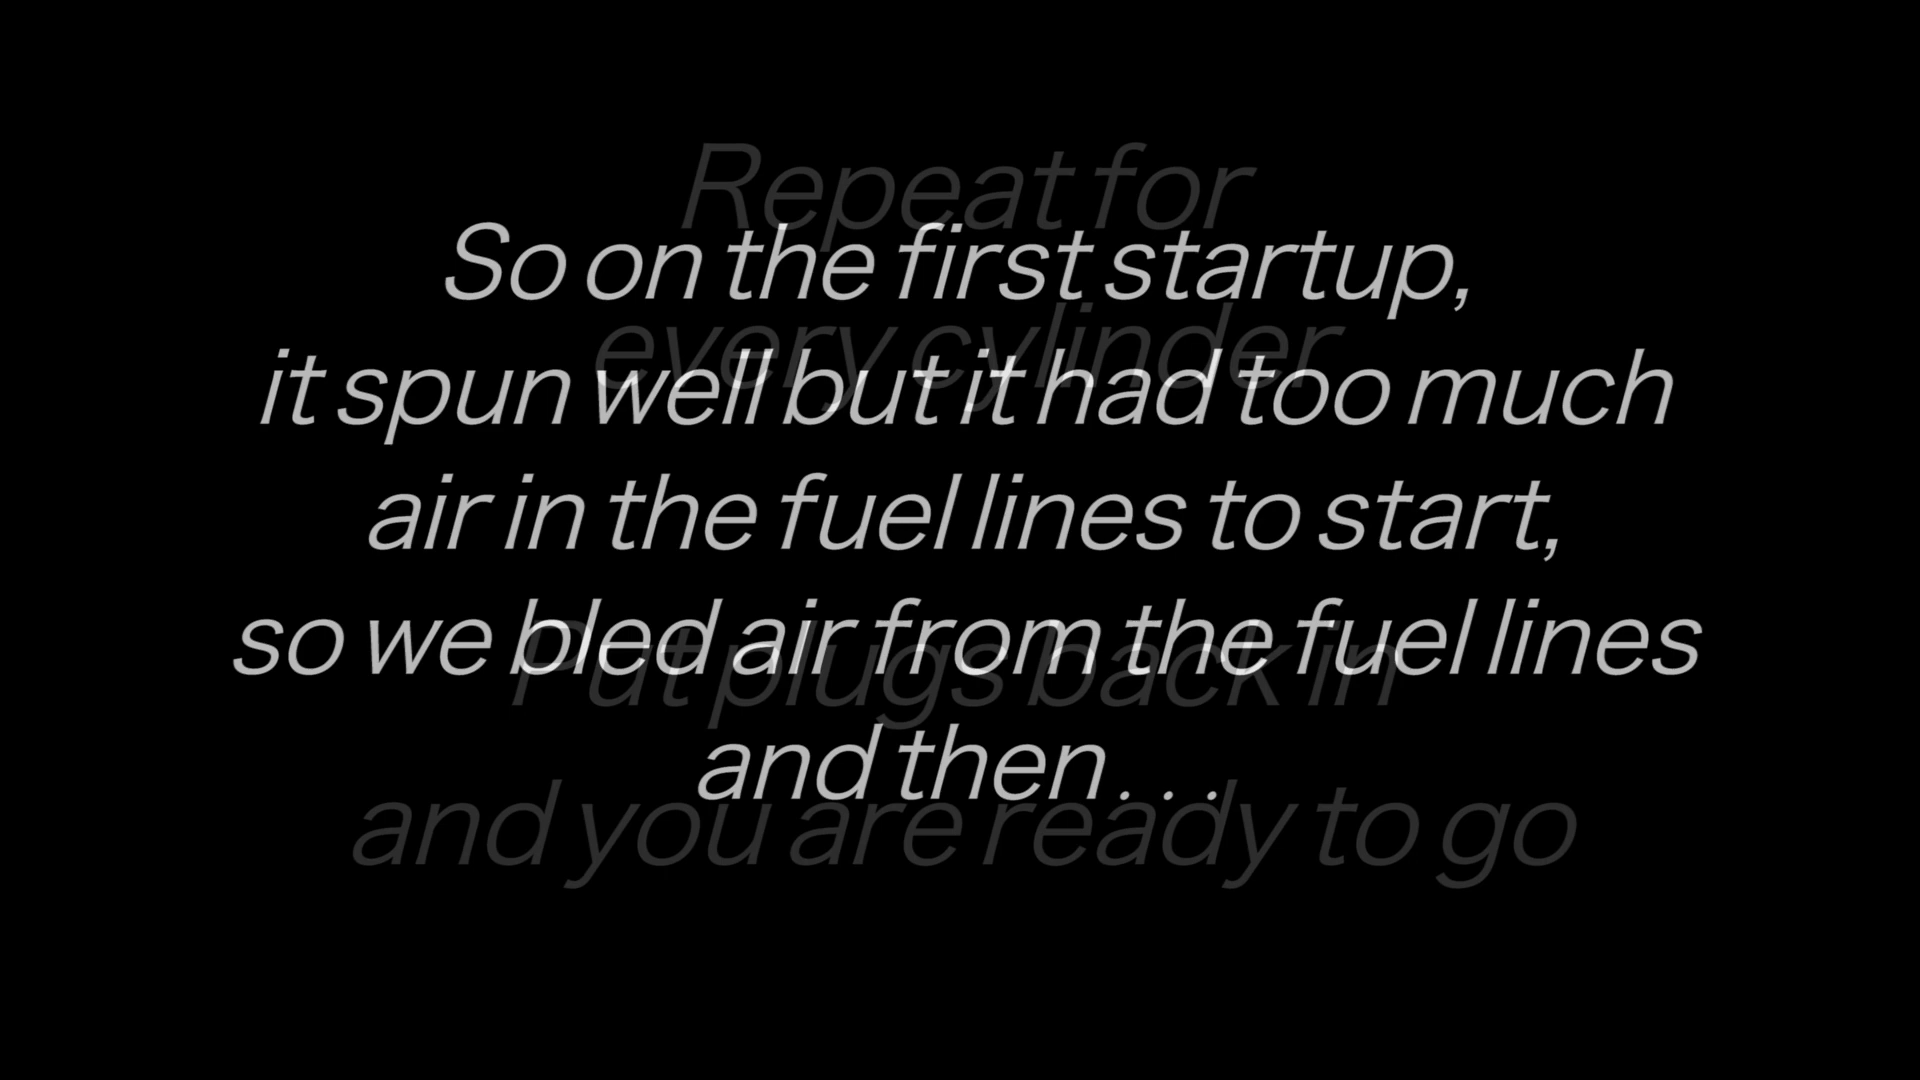 Repeat for
So on the first startup,
every cylinder
it spun well but it had too much
air in the fuel lines to start,
so we bled air from the fuel lines
Put plugs back in
and then...
and you are ready to go